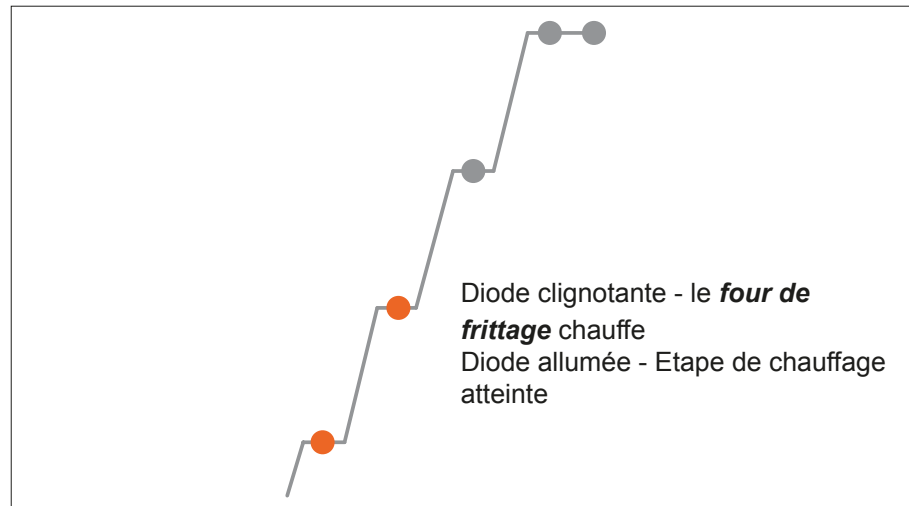 Diode clignotante - le four de
frittage chauffe
Diode allumée - Etape de chauffage
atteinte